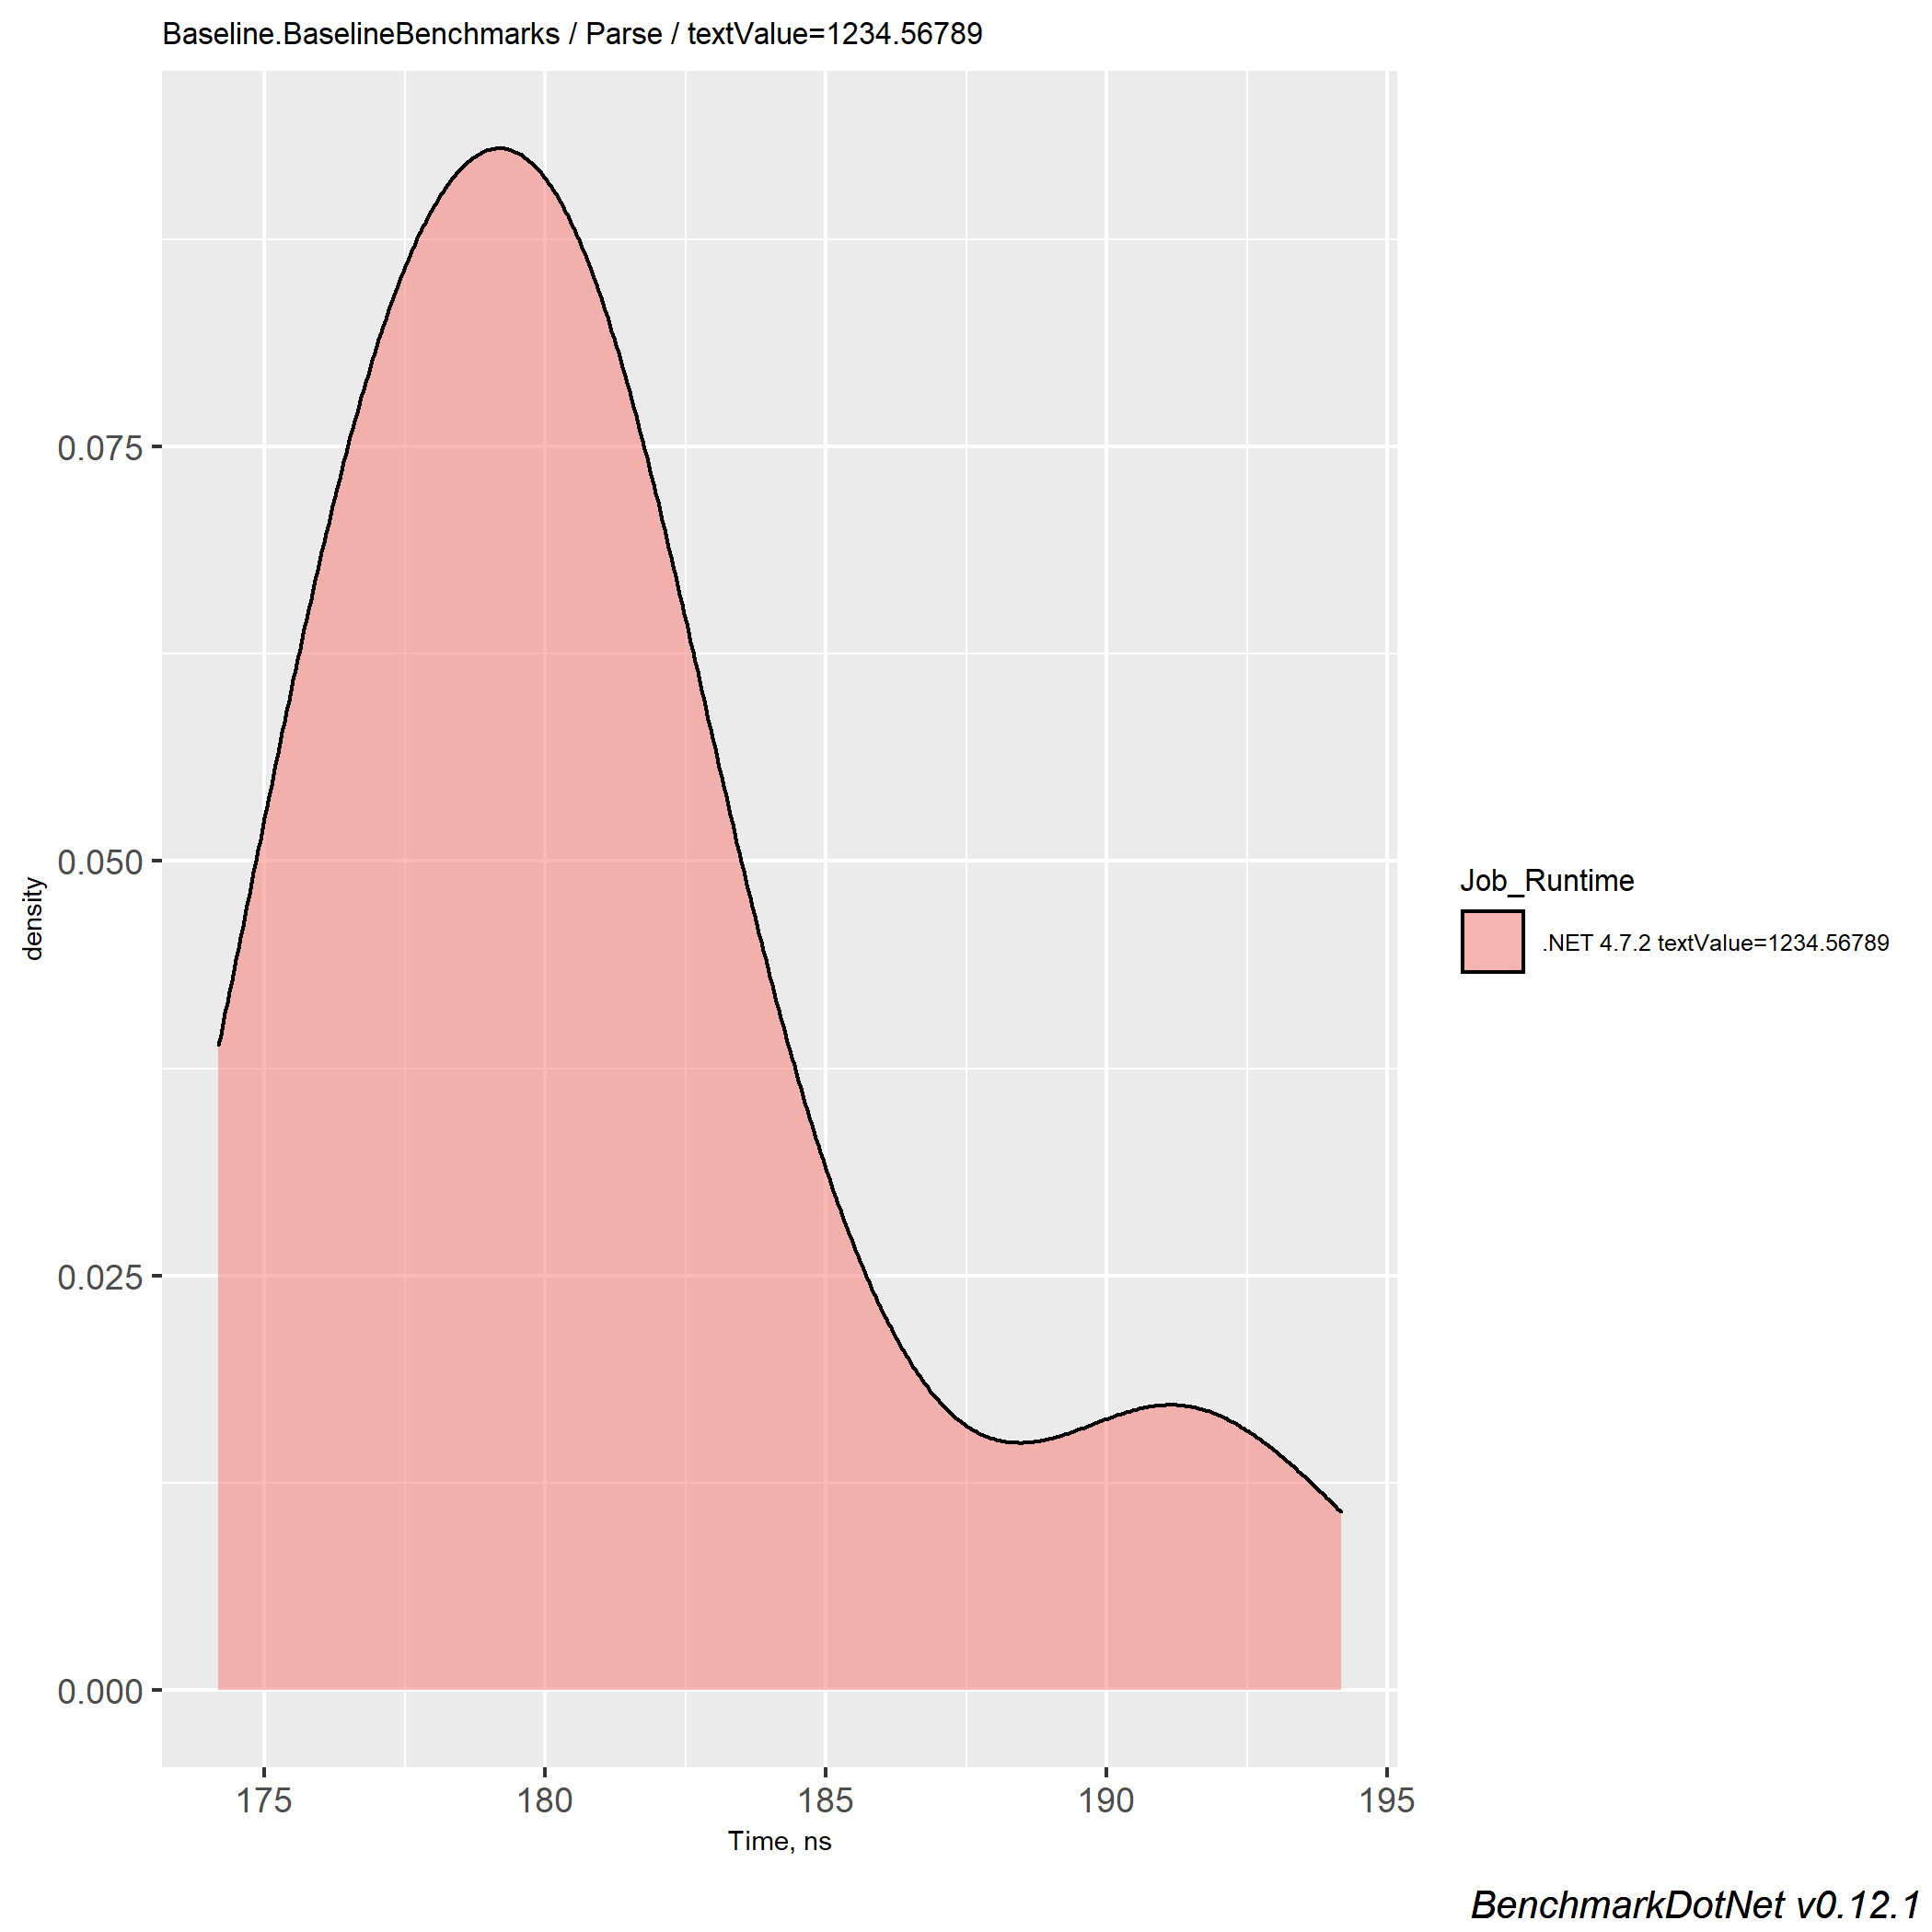 Baseline.BaselineBenchmarks / Parse / textValue=1234.56789
0.075
0.050
0.025
0.000
density
175 180 185 190 195
Time, ns
Job_Runtime
.NET 4.7.2 textValue=1234.56789
BenchmarkDotNet v0.12.1